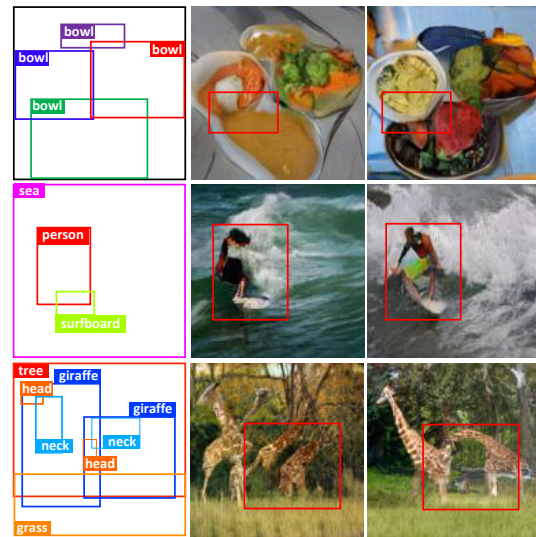 bowl
bowl
bowl
bowl
sea
person
surfboard
tree
giraffe
head
giraffe
neck
neck
head
grass